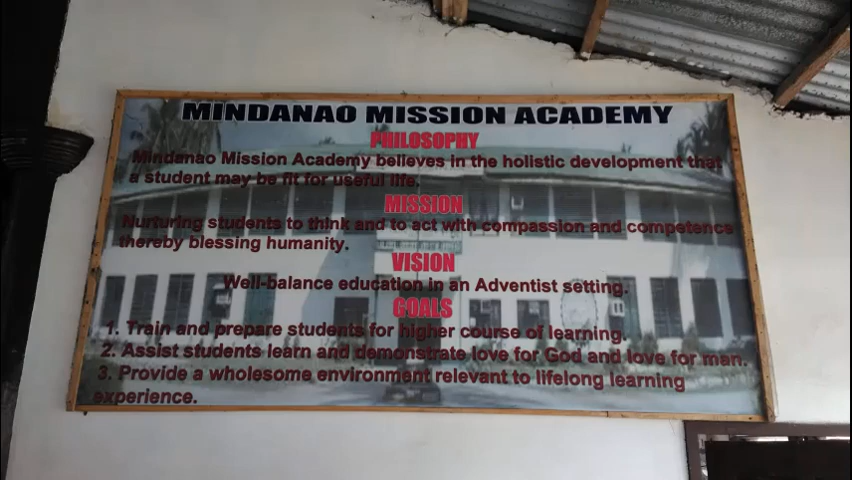 MINDANAO MISSION ACADEMY
PHILOSOPHY
Mindanao Mission Academy believes in the holistic development that
a student may be fit for useful life.
MISSION
Nurturing students to think and to act with compassion and competence
thereby blessing humanity.
VISION
Well-balance education in an Adventist setting.
GOALS
1. Train and prepare students for higher course of learning.
2. Assist students learn and demonstrate love for God and love for man.
3. Provide a wholesome environment relevant to lifelong learning
experience.